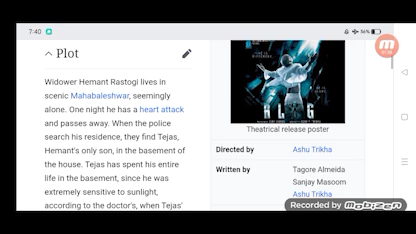 7:40
56%
Plot
Widower Hemant Rastogi lives in
scenic Mahabaleshwar, seemingly
alone. One night he has a heart attack
and passes away. When the police
search his residence, they find Tejas,
Hemant's only son, in the basement of
the house. Tejas has spent his entire
life in the basement, since he was
extremely sensitive to sunlight,
according to the doctor's, when Tejas'
Theatrical release poster
Directed by
Ashu Trikha
Written by
Tagore Almeida
Sanjay Masoom
Ashu Trikha
Recorded by MOBIZEN